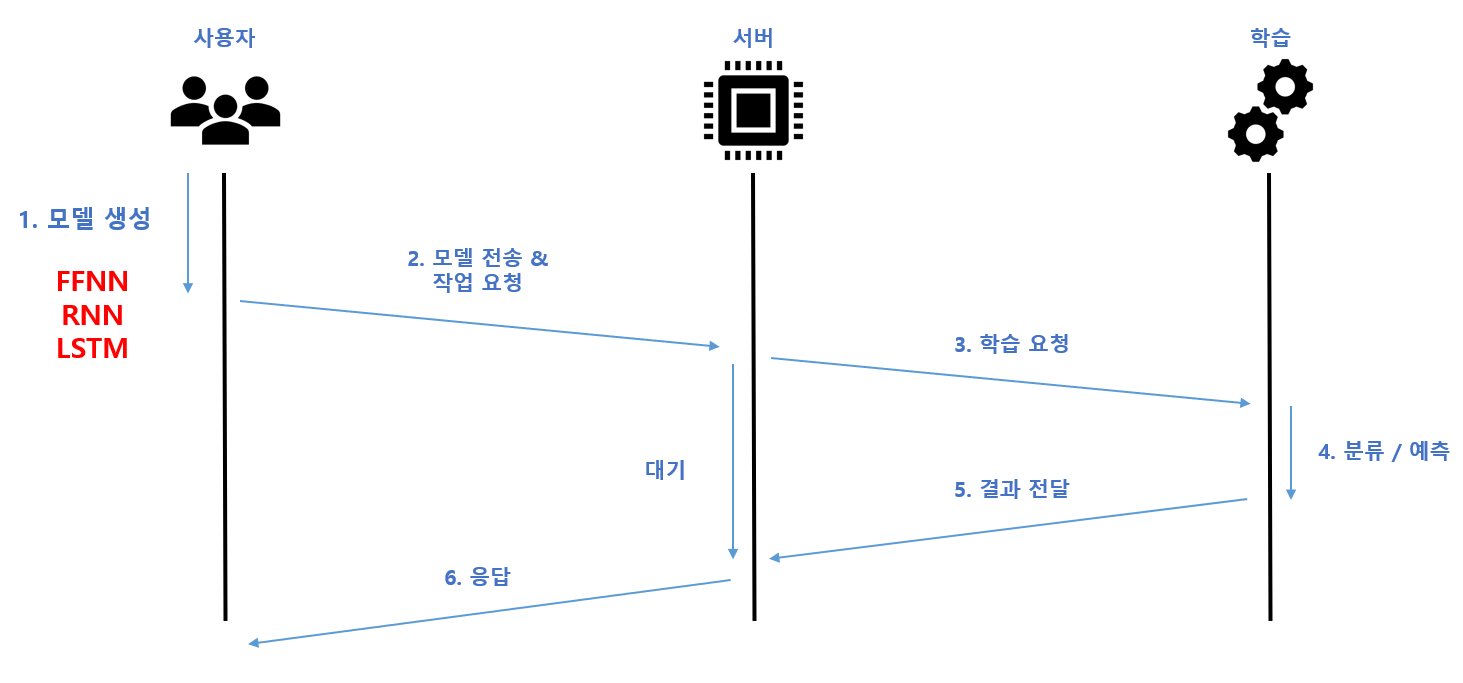 사용자
서버
학습
1. 모델 생성
FFNN
RNN
LSTM
2. 모델 전송 &
작업 요청
3. 학습 요청
대기
4. 분류 / 예측
5. 결과 전달
6. 응답